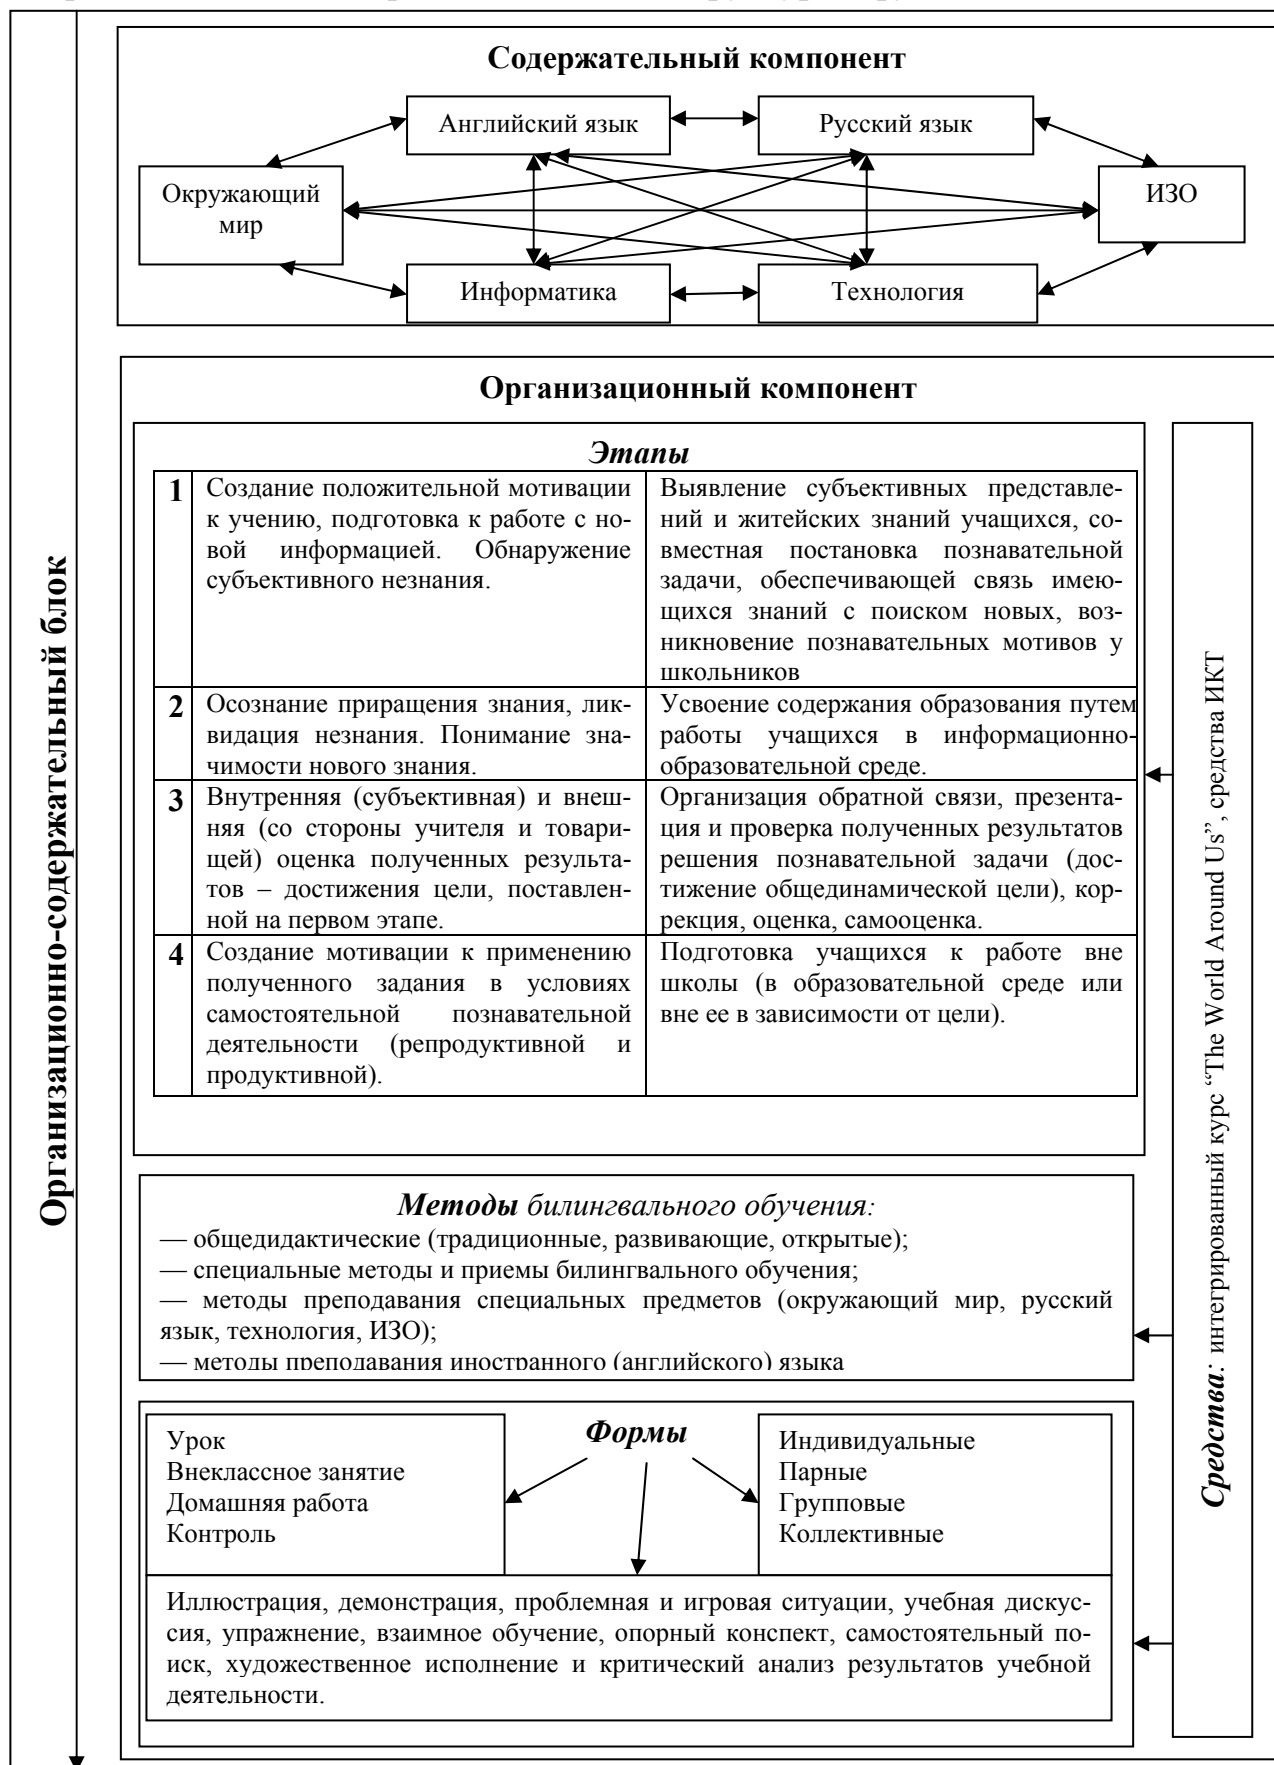 Содержательный компонент
Английский язык
Русский язык
Окружающий
мир
ИЗО
Информатика
Технология
Организационно-содержательный блок
Организационный компонент
Этапы
1
Создание положительной мотивации
к учению, подготовка к работе с но-
вой информацией. Обнаружение
субъективного незнания.
Выявление субъективных представле-
ний и житейских знаний учащихся, со-
вместная постановка познавательной
задачи, обеспечивающей связь имею-
щихся знаний с поиском новых, воз-
никновение познавательных мотивов у
школьников
2
Осознание приращения знания, лик-
видация незнания. Понимание зна-
чимости нового знания.
Усвоение содержания образования путем
работы учащихся в информационно-
образовательной среде.
3
Внутренняя (субъективная) и внеш-
няя (со стороны учителя и товари-
щей) оценка полученных результа-
тов – достижения цели, поставлен-
ной на первом этапе.
Организация обратной связи, презента-
ция и проверка полученных результатов
решения познавательной задачи (дос-
тижение общединамической цели), кор-
рекция, оценка, самооценка.
4
Создание мотивации к применению
полученного задания в условиях
самостоятельной познавательной
деятельности (репродуктивной и
продуктивной).
Подготовка учащихся к работе вне
школы (в образовательной среде или
вне ее в зависимости от цели).
Методы билингвального обучения:
— общедидактические (традиционные, развивающие, открытые);
— специальные методы и приемы билингвального обучения;
— методы преподавания специальных предметов (окружающий мир, русский
язык, технология, ИЗО);
— методы преподавания иностранного (английского) языка
Формы
Урок
Внеклассное занятие
Домашняя работа
Контроль
Индивидуальные
Парные
Групповые
Коллективные
Иллюстрация, демонстрация, проблемная и игровая ситуации, учебная дискус-
сия, упражнение, взаимное обучение, опорный конспект, самостоятельный по-
иск, художественное исполнение и критический анализ результатов учебной
деятельности.
Средства: интегрированный курс “The World Around Us”, средства ИКТ